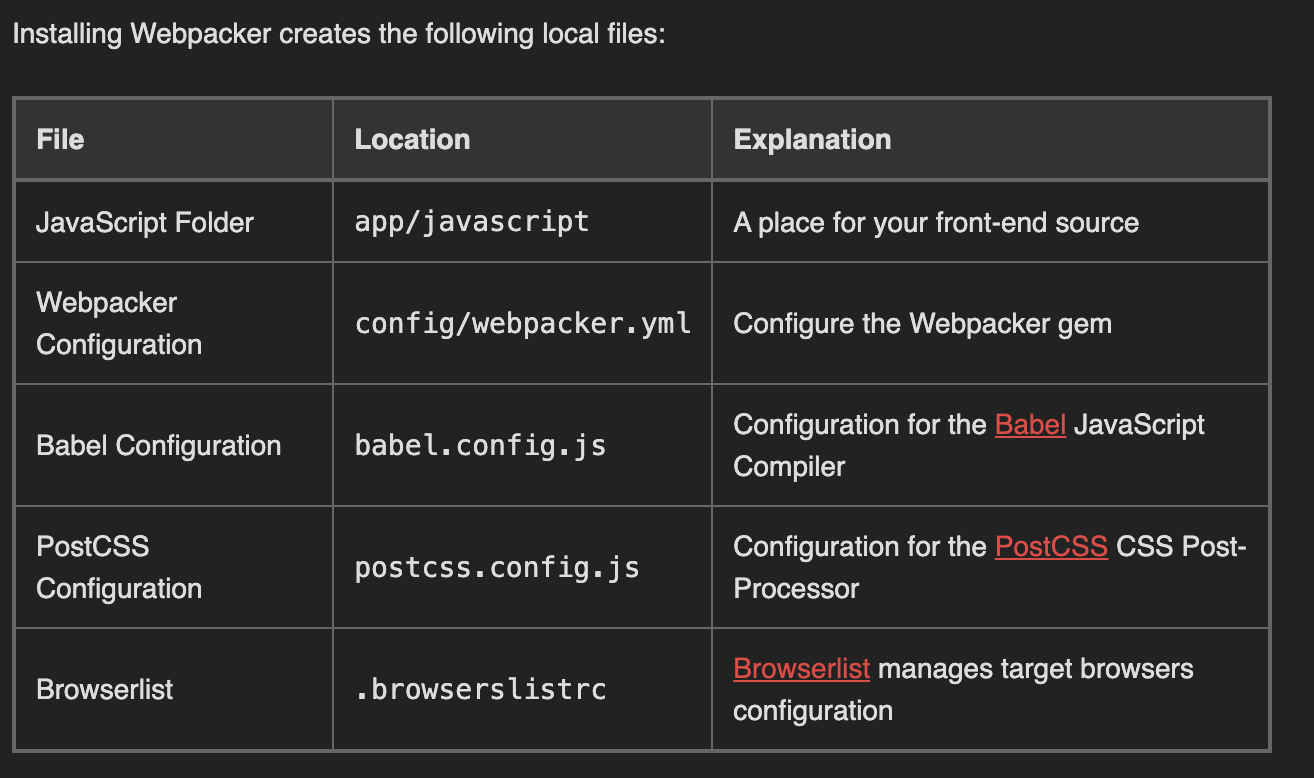 Installing Webpacker creates the following local files:
File Location Explanation
JavaScript Folder app/javascript A place for your front-end source
Webpacker
Configuration config/webpacker.yml Configure the Webpacker gem
Babel Configuration babel.config.js Configuration for the Babel JavaScript
Compiler
PostCSS
Configuration postcss.config.js Configuration for the PostCSS CSS Post-
Processor
Browserlist .browserslistrc Browserlist manages target browsers
configuration